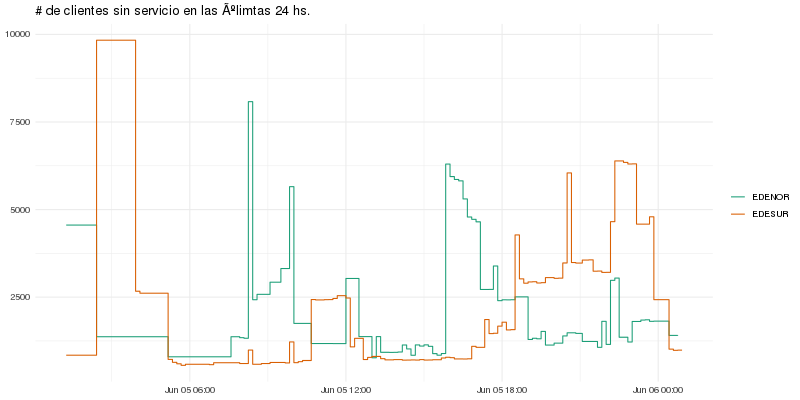 # de clientes sin servicio en las Ãºlimtas 24 hs.
10000
7500
5000
2500
Jun 05 06:00
Jun 05 12:00
Jun 05 18:00
Jun 06 00:00
EDENOR
EDESUR